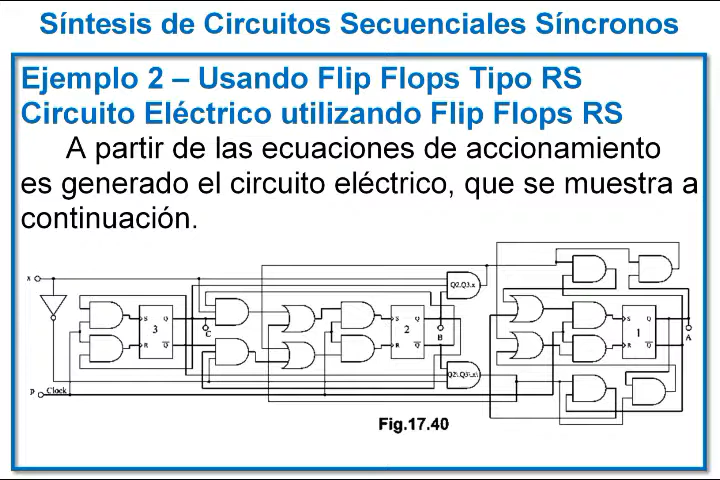 Síntesis de Circuitos Secuenciales Síncronos
Ejemplo 2 – Usando Flip Flops Tipo RS
Circuito Eléctrico utilizando Flip Flops RS
A partir de las ecuaciones de accionamiento
es generado el circuito eléctrico, que se muestra a
continuación.
x
Q2.Q3.x
S Q
3
R Q
C
S Q
2
R Q
B
S Q
1
R Q
A
P Clock
Fig.17.40